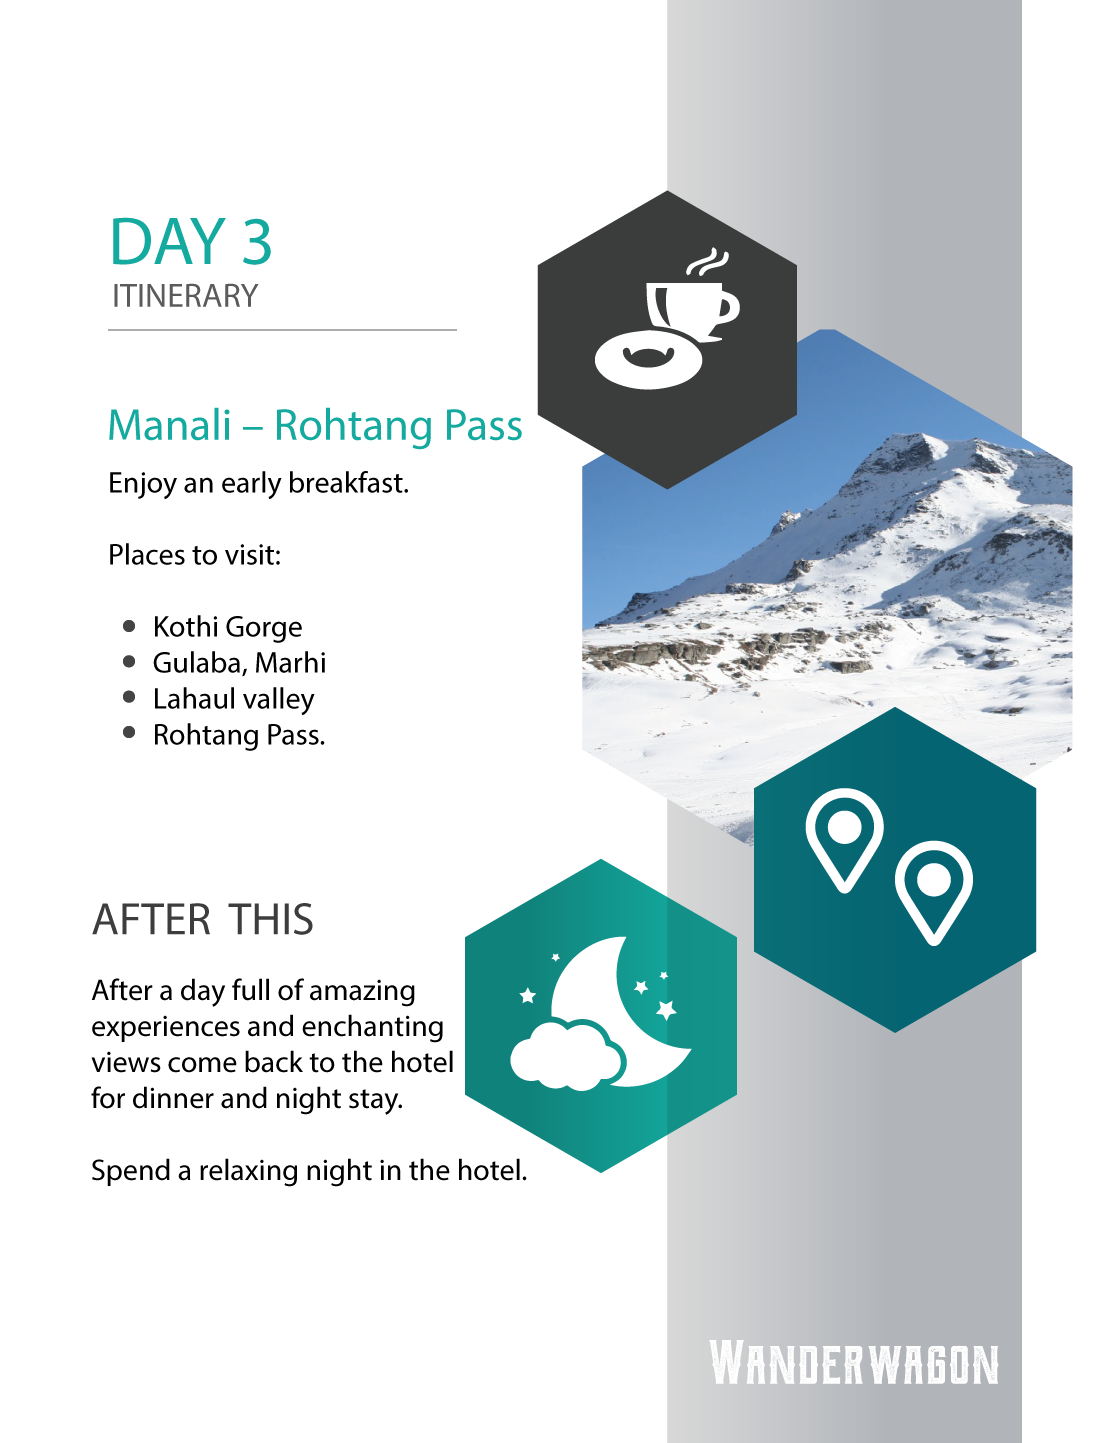 DAY 3
ITINERARY
Manali – Rohtang Pass
Enjoy an early breakfast.
Places to visit:
● Kothi Gorge
● Gulaba, Marhi
● Lahaul valley
● Rohtang Pass.
AFTER THIS
After a day full of amazing
experiences and enchanting
views come back to the hotel
for dinner and night stay.
Spend a relaxing night in the hotel.
WANDERWAGON